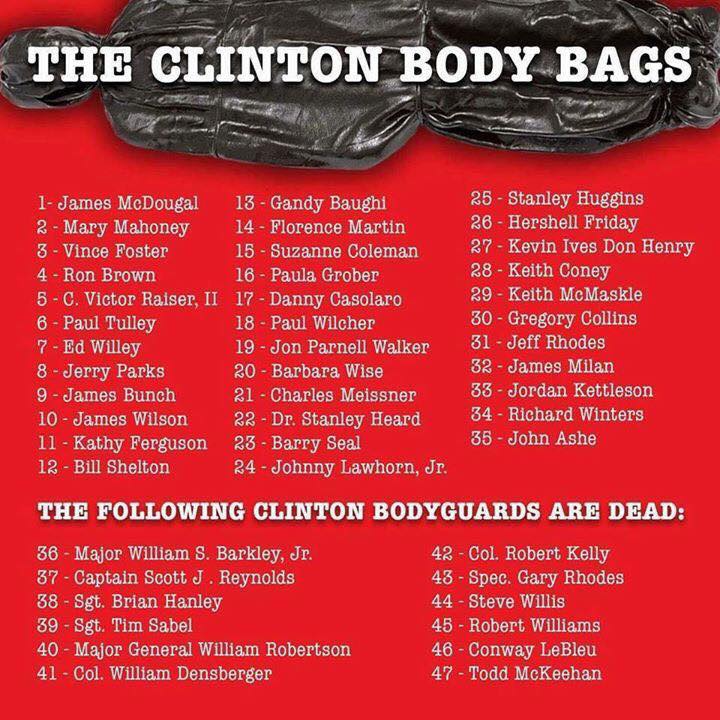 THE CLINTON BODY BAGS
1- James McDougal
2 - Mary Mahoney
3 - Vince Foster
4 - Ron Brown
5 - C. Victor Raiser, II
6 - Paul Tulley
7 - Ed Willey
8 - Jerry Parks
9 - James Bunch
10 - James Wilson
11 - Kathy Ferguson
12 - Bill Shelton
13 - Gandy Baughi
14 - Florence Martin
15 - Suzanne Coleman
16 - Paula Grober
17 - Danny Casolaro
18 - Paul Wilcher
19 - Jon Parnell Walker
20 - Barbara Wise
21 - Charles Meissner
22 - Dr. Stanley Heard
23 - Barry Seal
24 - Johnny Lawhorn, Jr.
25 - Stanley Huggins
26 - Hershell Friday
27 - Kevin Ives Don Henry
28 - Keith Coney
29 - Keith McMaskle
30 - Gregory Collins
31 - Jeff Rhodes
32 - James Milan
33 - Jordan Kettleson
34 - Richard Winters
35 - John Ashe
THE FOLLOWING CLINTON BODYGUARDS ARE DEAD:
36 - Major William S. Barkley, Jr.
37 - Captain Scott J . Reynolds
38 - Sgt. Brian Hanley
39 - Sgt. Tim Sabel
40 - Major General William Robertson
41 - Col. William Densberger
42 - Col. Robert Kelly
43 - Spec. Gary Rhodes
44 - Steve Willis
45 - Robert Williams
46 - Conway LeBleu
47 - Todd McKeehan